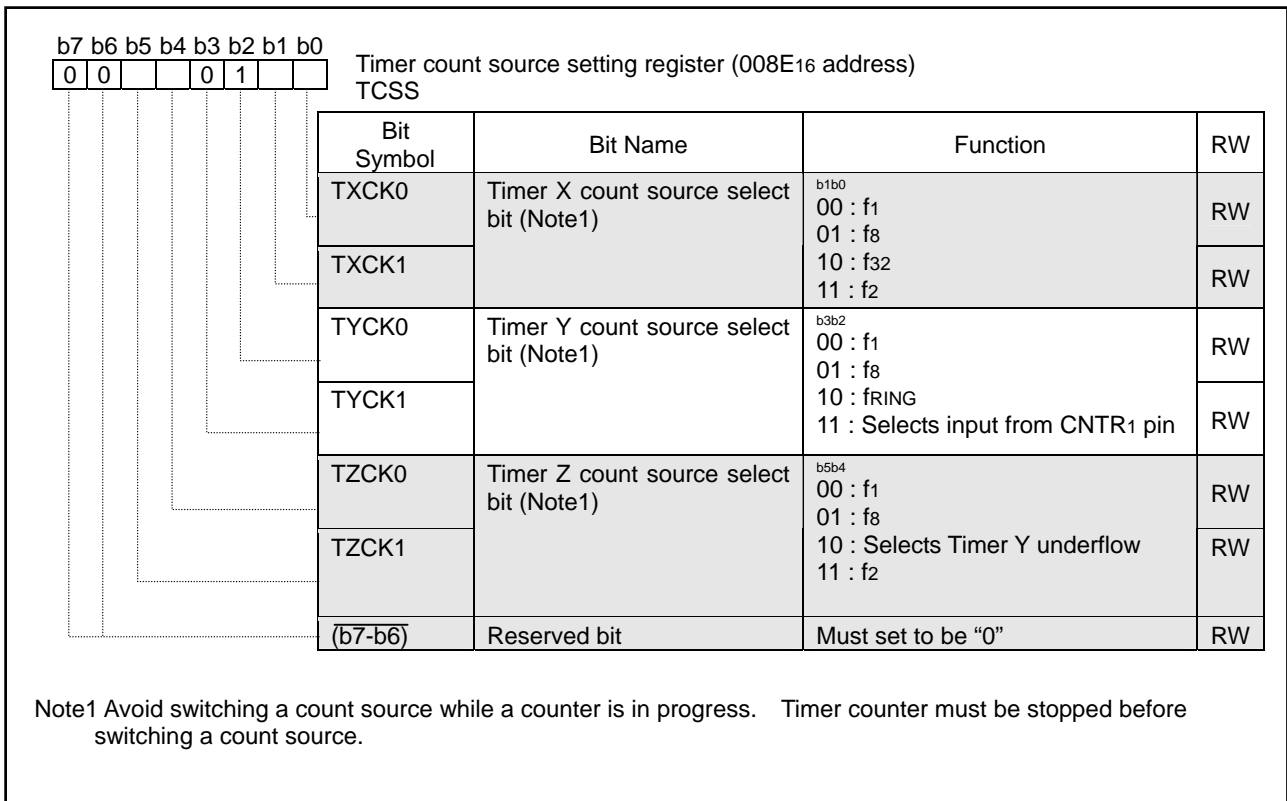 b7 b6 b5 b4 b3 b2 b1 b0
0 0 0 1
Timer count source setting register (008E16 address)
TCSS
Bit Symbol
Bit Name
Function
RW
TXCK0
Timer X count source select
bit (Note1)
b1b0
00 : f1
01 : f8
10 : f32
11 : f2
RW
TXCK1
RW
TYCK0
Timer Y count source select
bit (Note1)
b3b2
00 : f1
01 : f8
10 : fRING
11 : Selects input from CNTR1 pin
RW
TYCK1
RW
TZCK0
Timer Z count source select
bit (Note1)
b5b4
00 : f1
01 : f8
10 : Selects Timer Y underflow
11 : f2
RW
TZCK1
RW
(b7-b6)
Reserved bit
Must set to be “0”
RW
Note1 Avoid switching a count source while a counter is in progress. Timer counter must be stopped before
switching a count source.